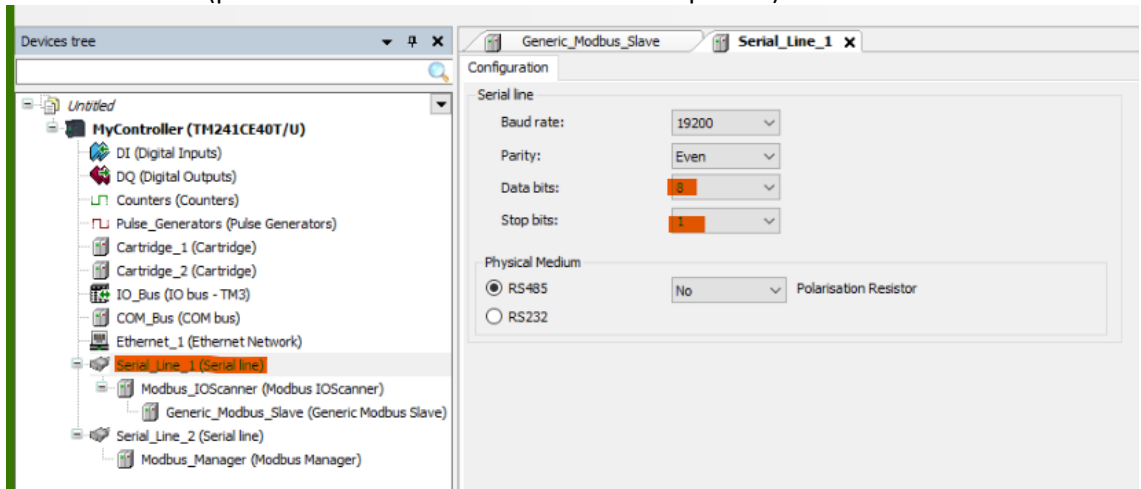 Devices tree
Untitled
MyController (TM241CE40T/U)
DI (Digital Inputs)
DQ (Digital Outputs)
Counters (Counters)
Pulse_Generators (Pulse Generators)
Cartridge_1 (Cartridge)
Cartridge_2 (Cartridge)
IO_Bus (IO bus - TM3)
COM_Bus (COM bus)
Ethernet_1 (Ethernet Network)
Serial_Line_1 (Serial line)
Modbus_IOScanner (Modbus IOScanner)
Generic_Modbus_Slave (Generic Modbus Slave)
Serial_Line_2 (Serial line)
Modbus_Manager (Modbus Manager)
Generic_Modbus_Slave
Serial_Line_1 X
Configuration
Serial line
Baud rate: 19200
Parity: Even
Data bits: 8
Stop bits: 1
Physical Medium
RS485 No Polarisation Resistor
RS232